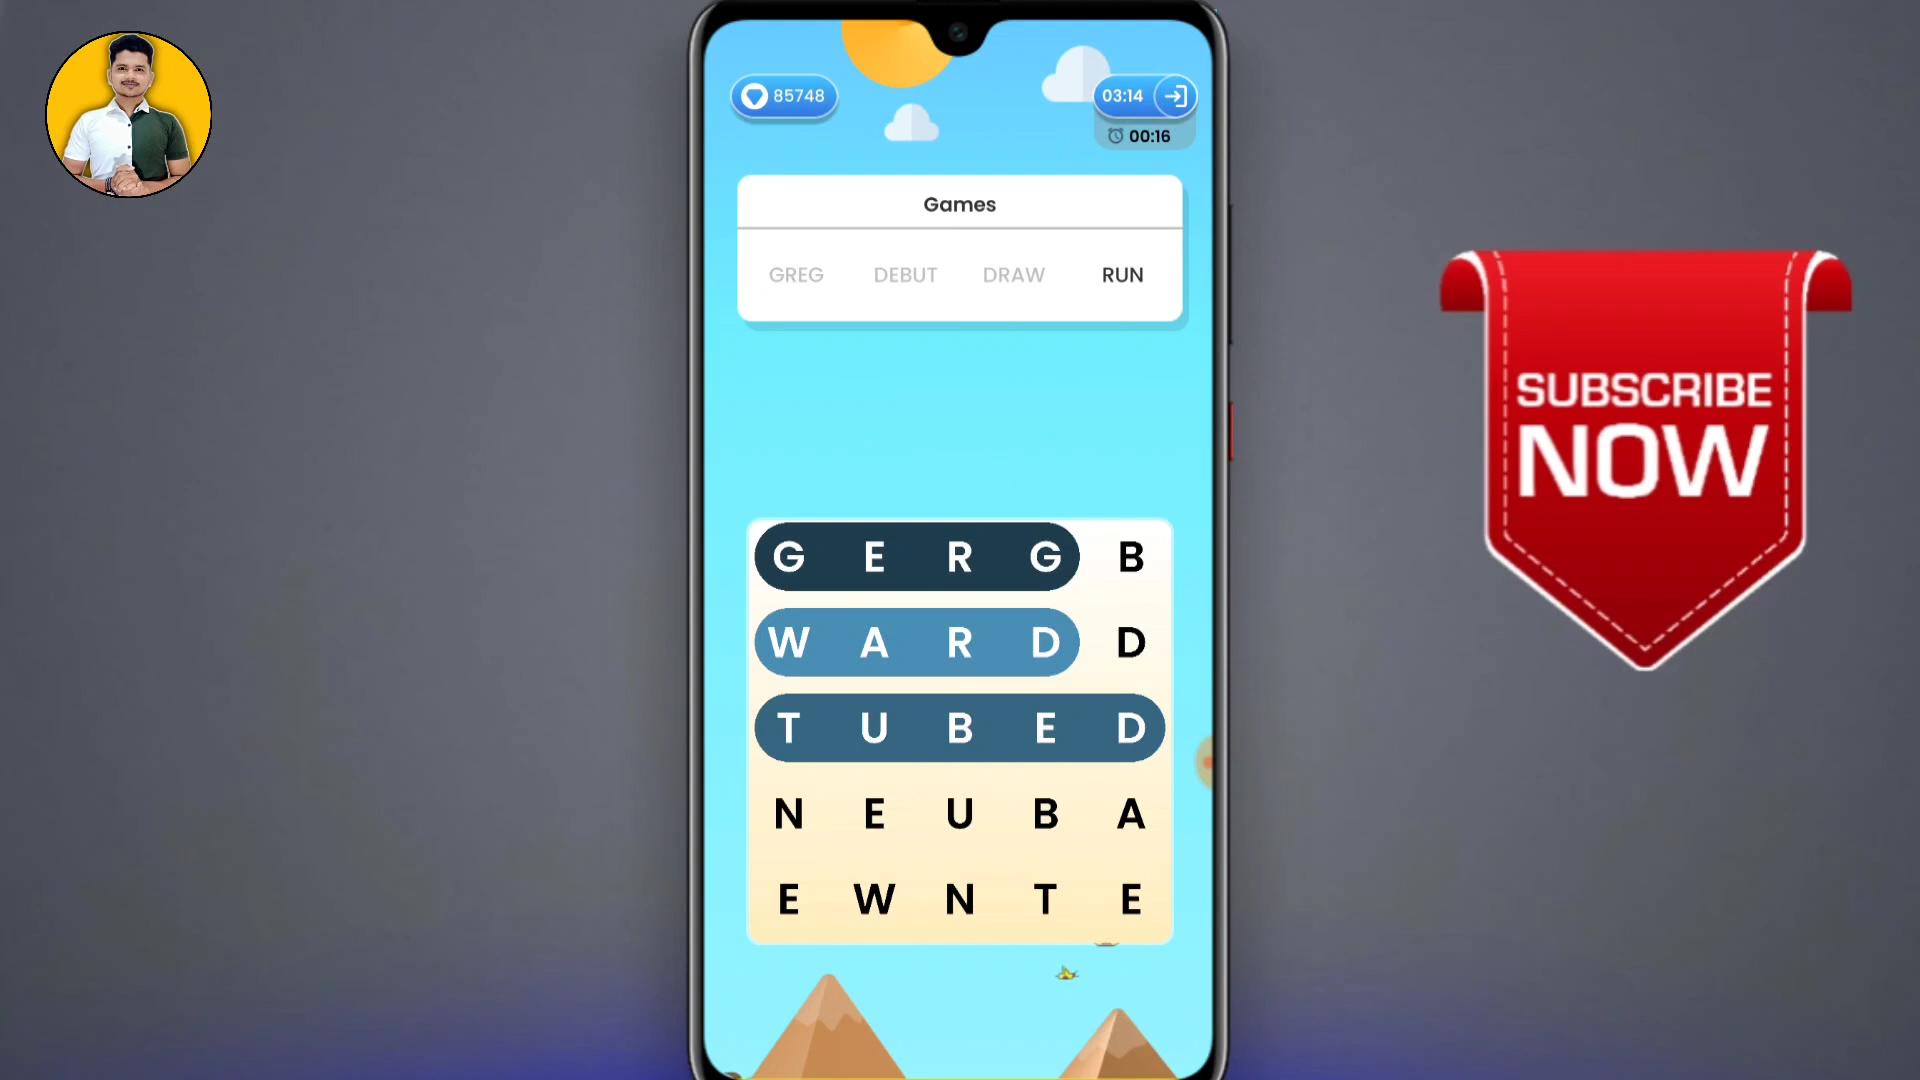 85748
03:14
00:16
Games
GREG DEBUT DRAW RUN
G E R G B
W A R D D
T U B E D
N E U B A
E W N T E
SUBSCRIBE
NOW